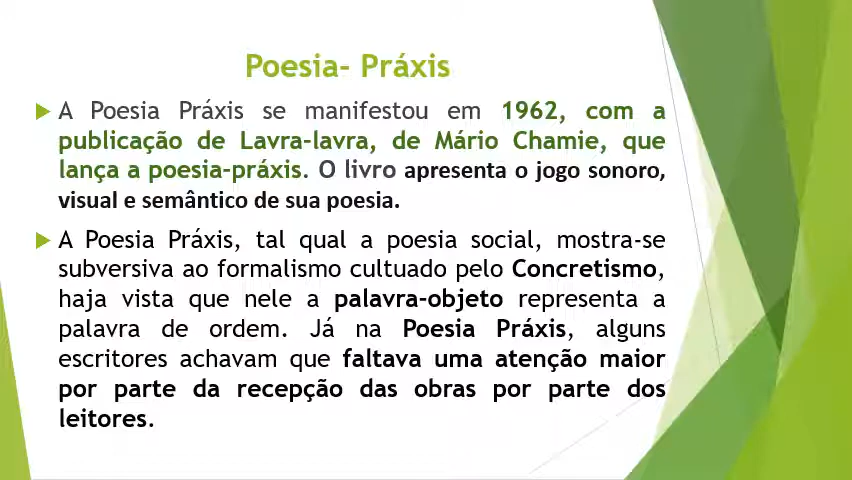 Poesia- Práxis
A Poesia Práxis se manifestou em 1962, com a
publicação de Lavra-lavra, de Mário Chamie, que
lança a poesia-práxis. O livro apresenta o jogo sonoro,
visual e semântico de sua poesia.
A Poesia Práxis, tal qual a poesia social, mostra-se
subversiva ao formalismo cultuado pelo Concretismo,
haja vista que nele a palavra-objeto representa a
palavra de ordem. Já na Poesia Práxis, alguns
escritores achavam que faltava uma atenção maior
por parte da recepção das obras por parte dos
leitores.